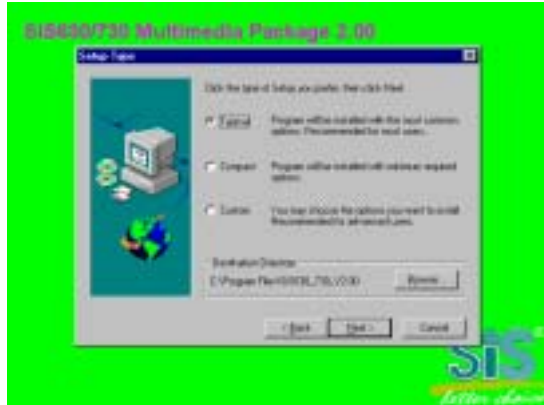 SIS630/730 Multimedia Package 2.00
Setup Type
Click the type of Setup you prefer, then click Next.
Typical Program will be installed with the most common
options. Recommended for most users.
Compact Program will be installed with minimum required
options.
Custom You may choose the options you want to install.
Recommended for advanced users.
Destination Directory
Browse...
< Back
Next >
Cancel
SiS
better choice